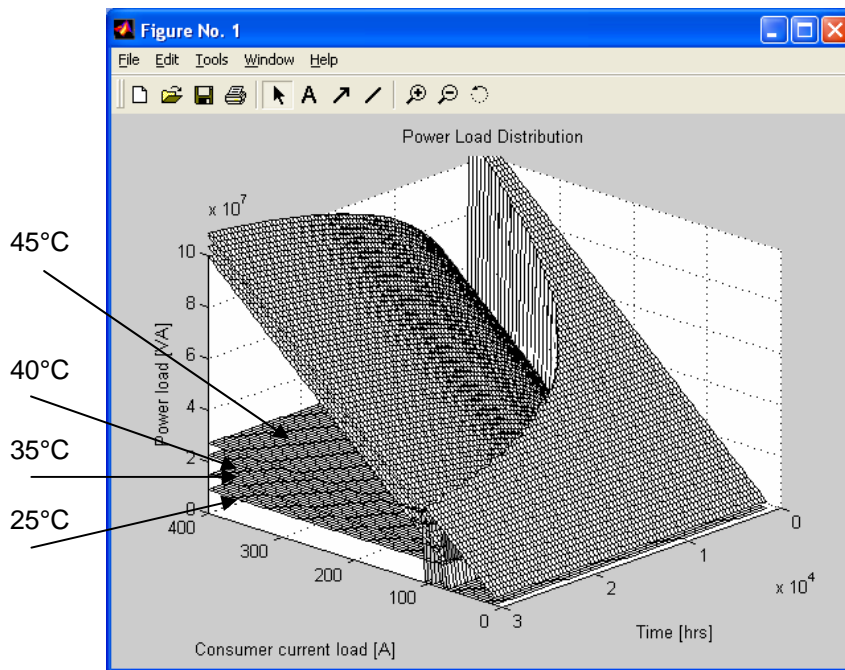 Figure No. 1
File Edit Tools Window Help
Power Load Distribution
x 10^7
45°C
40°C
35°C
25°C
Power load [VA]
10
8
6
4
2
0
400
300
200
100
0
3
2
1
0
x 10^4
Consumer current load [A]
Time [hrs]